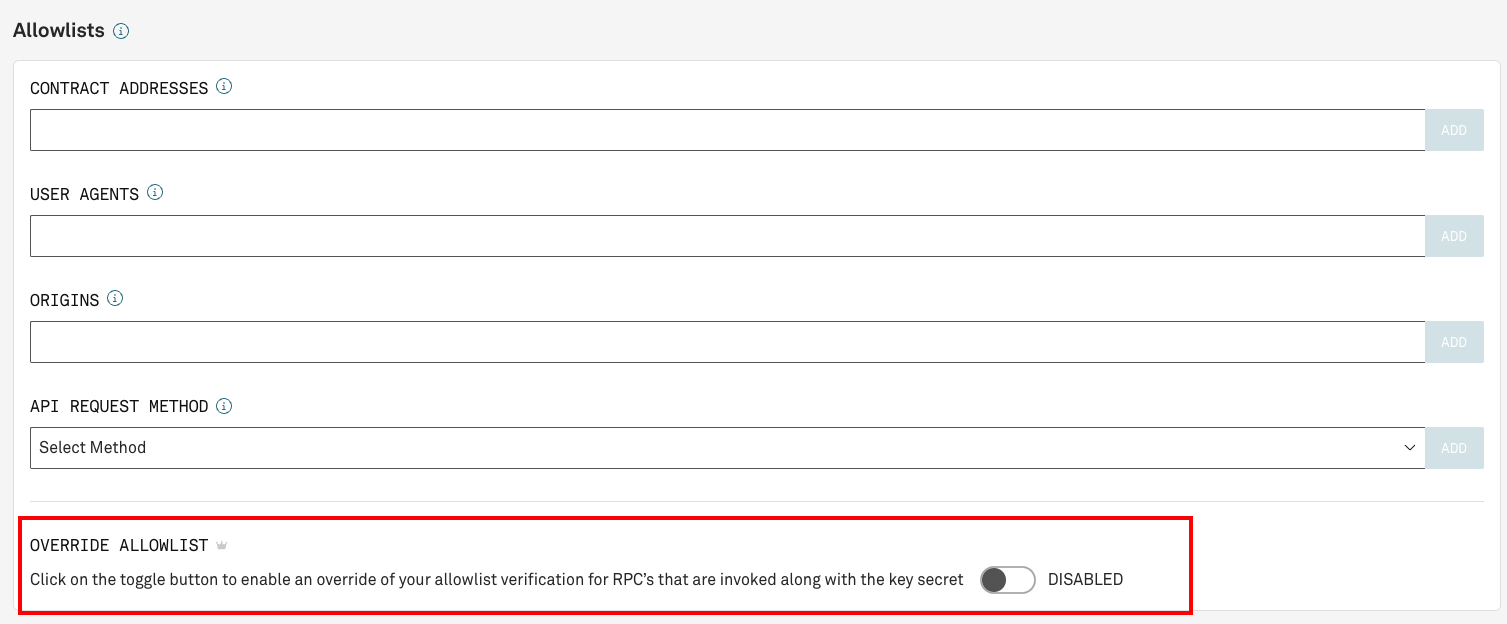 Allowlists
CONTRACT ADDRESSES
ADD
USER AGENTS
ADD
ORIGINS
ADD
API REQUEST METHOD
Select Method
ADD
OVERRIDE ALLOWLIST
Click on the toggle button to enable an override of your allowlist verification for RPC's that are invoked along with the key secret
DISABLED